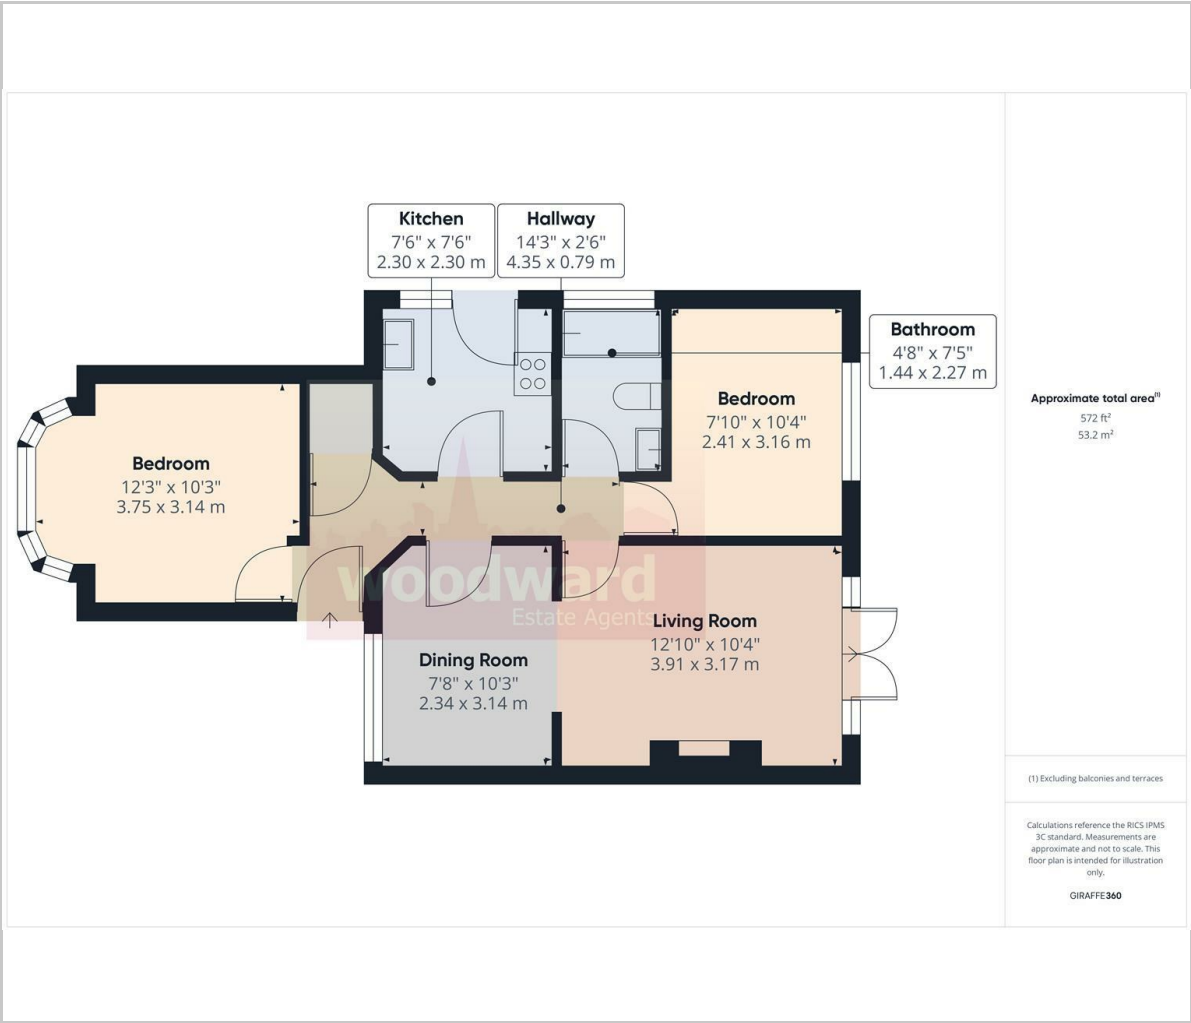 Kitchen
7'6" x 7'6"
2.30 x 2.30 m
Hallway
14'3" x 2'6"
4.35 x 0.79 m
Bathroom
4'8" x 7'5"
1.44 x 2.27 m
Bedroom
7'10" x 10'4"
2.41 x 3.16 m
Bedroom
12'3" x 10'3"
3.75 x 3.14 m
woodward
Estate Agents
Living Room
12'10" x 10'4"
3.91 x 3.17 m
Dining Room
7'8" x 10'3"
2.34 x 3.14 m
Approximate total area(1)
572 ft²
53.2 m²
(1) Excluding balconies and terraces
Calculations reference the RICS IPMS
3C standard. Measurements are
approximate and not to scale. This
floor plan is intended for illustration
only.
GIRAFFE360